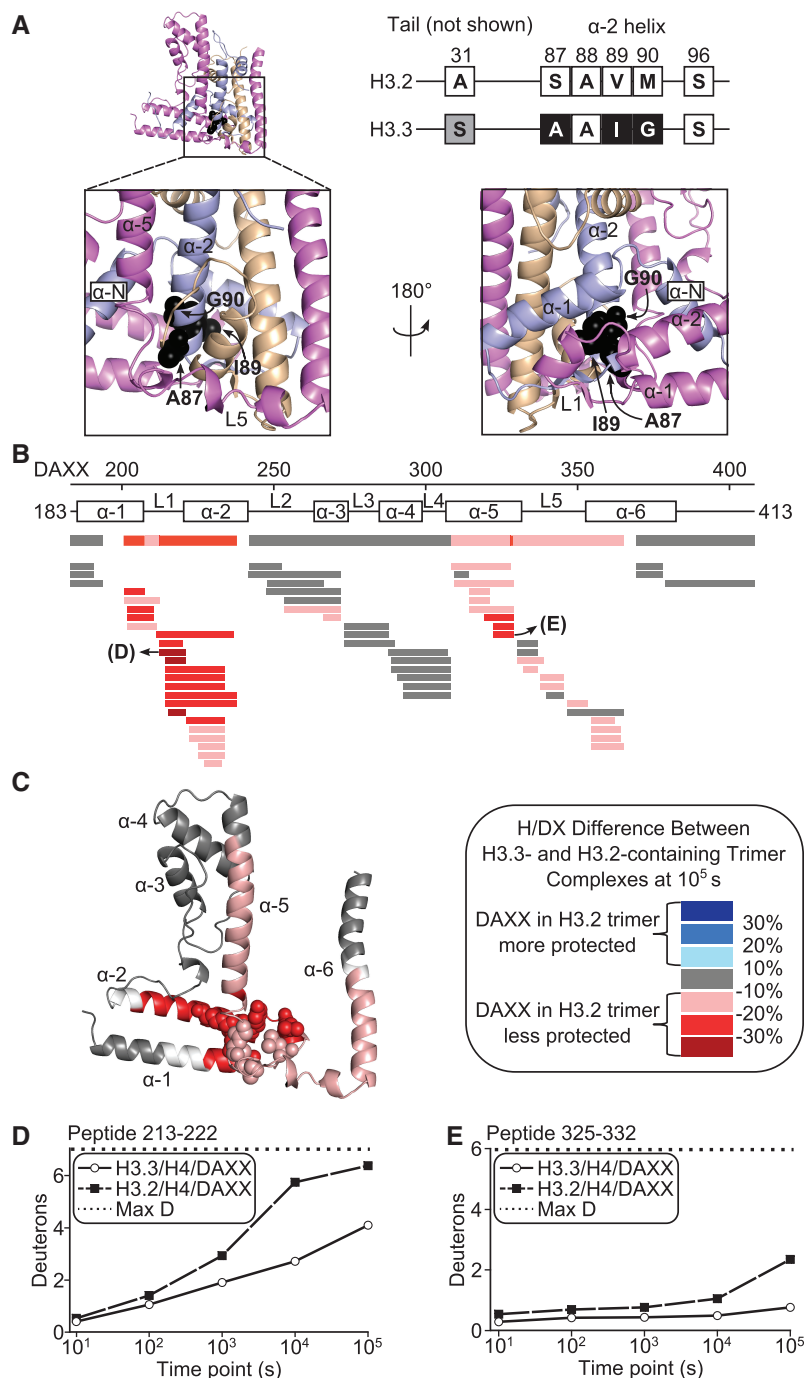 A
Tail (not shown) α-2 helix
31 87 88 89 90 96
H3.2 A S A V M S
H3.3 S A A I G S
α-5
α-2
α-N
G90
I89
A87
L5
180°
α-2
G90
α-N
α-1
α-2
α-1
L1
I89
A87
B
DAXX 200 250 300 350 400
L1 L2 L3 L4 L5
183 α-1 α-2 α-3 α-4 α-5 α-6 413
(D)
(E)
C
α-4
α-3
α-5
α-6
α-2
α-1
H/DX Difference Between
H3.3- and H3.2-containing Trimer
Complexes at 10⁵ s
DAXX in H3.2 trimer
more protected
30%
20%
10%
-10%
DAXX in H3.2 trimer
less protected
-20%
-30%
D
Peptide 213-222
H3.3/H4/DAXX
H3.2/H4/DAXX
Max D
Deuterons
6
4
2
0
10¹ 10² 10³ 10⁴ 10⁵
Time point (s)
E
Peptide 325-332
H3.3/H4/DAXX
H3.2/H4/DAXX
Max D
Deuterons
6
4
2
0
10¹ 10² 10³ 10⁴ 10⁵
Time point (s)